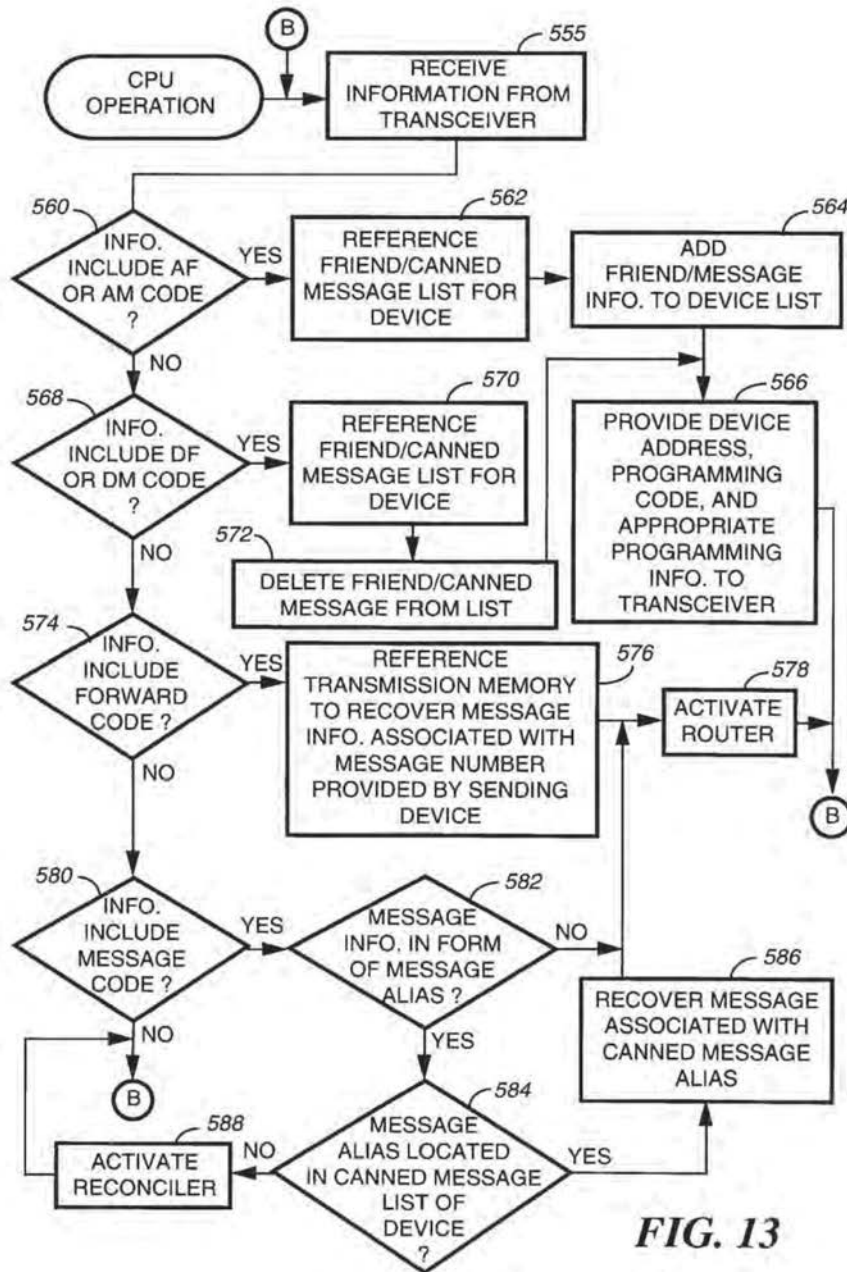 B
CPU
OPERATION
555
RECEIVE
INFORMATION FROM
TRANSCEIVER
560
INFO.
INCLUDE AF
OR AM CODE
?
YES
NO
562
REFERENCE
FRIEND/CANNED
MESSAGE LIST FOR
DEVICE
564
ADD
FRIEND/MESSAGE
INFO. TO DEVICE LIST
566
PROVIDE DEVICE
ADDRESS,
PROGRAMMING
CODE, AND
APPROPRIATE
PROGRAMMING
INFO. TO
TRANSCEIVER
568
INFO.
INCLUDE DF
OR DM CODE
?
YES
NO
570
REFERENCE
FRIEND/CANNED
MESSAGE LIST FOR
DEVICE
572
DELETE FRIEND/CANNED
MESSAGE FROM LIST
574
INFO.
INCLUDE
FORWARD
CODE ?
YES
NO
576
REFERENCE
TRANSMISSION MEMORY
TO RECOVER MESSAGE
INFO. ASSOCIATED WITH
MESSAGE NUMBER
PROVIDED BY SENDING
DEVICE
578
ACTIVATE
ROUTER
B
580
INFO.
INCLUDE
MESSAGE
CODE ?
YES
NO
B
582
MESSAGE
INFO. IN FORM
OF MESSAGE
ALIAS ?
NO
YES
584
MESSAGE
ALIAS LOCATED
IN CANNED MESSAGE
LIST OF
DEVICE
?
NO
YES
586
RECOVER MESSAGE
ASSOCIATED WITH
CANNED MESSAGE
ALIAS
588
ACTIVATE
RECONCILER
FIG. 13